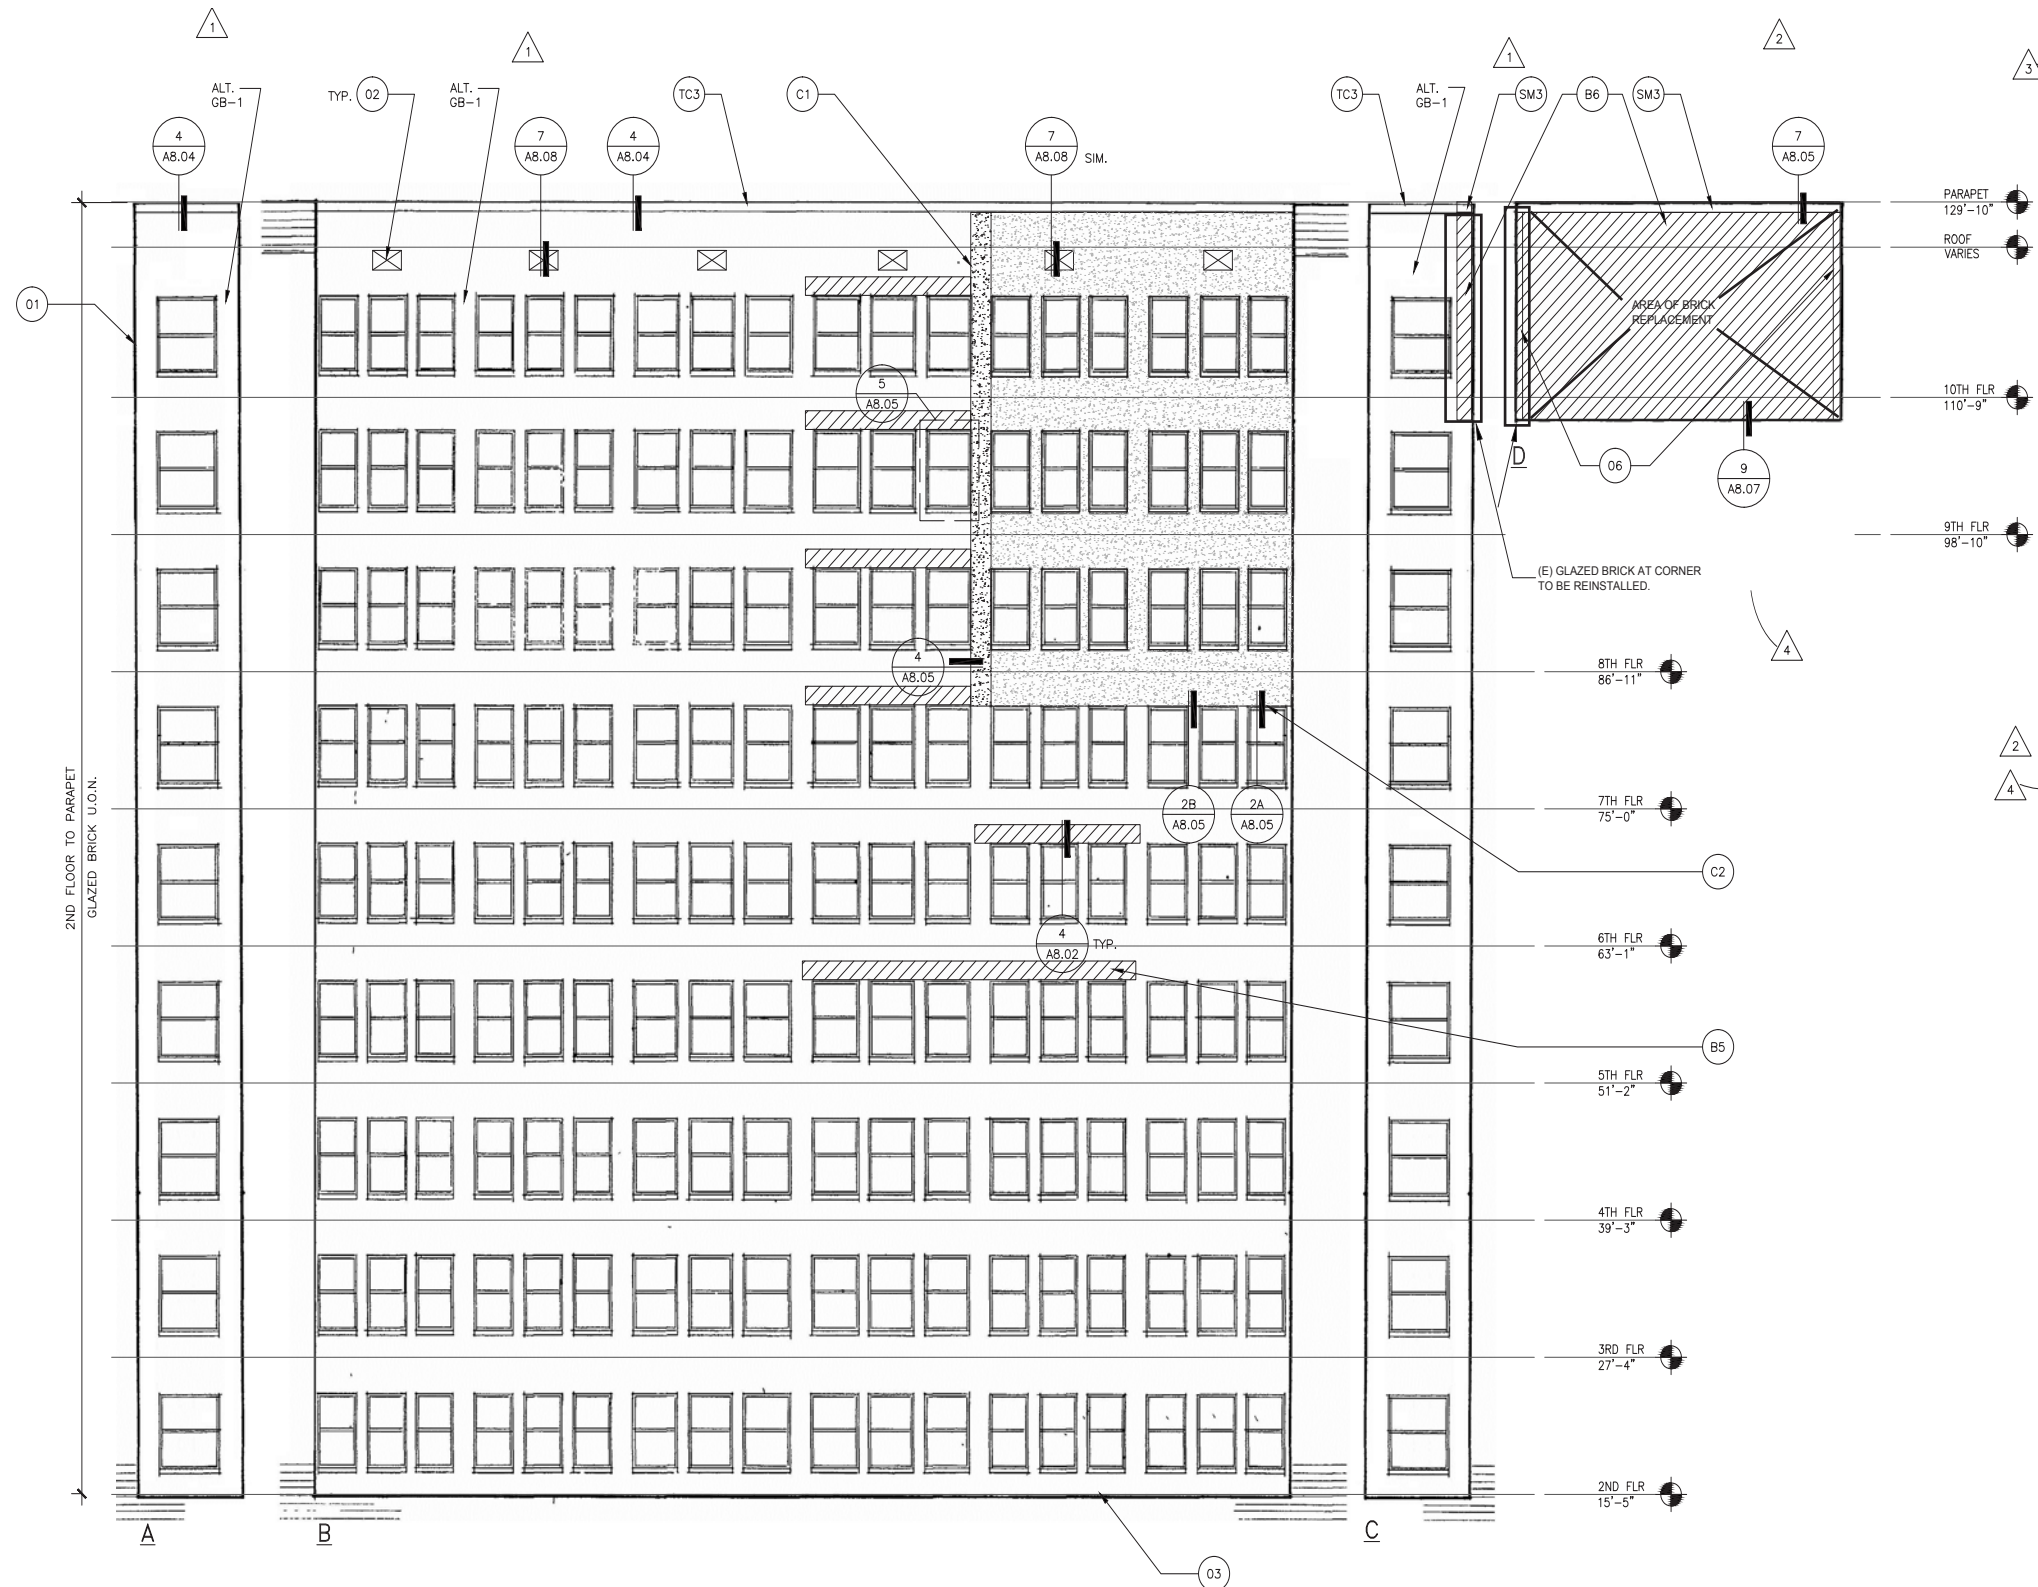 1
1
1
2
3
ALT.
GB-1
TYP. 02
ALT.
GB-1
TC3
C1
TC3
ALT.
GB-1
SM3
B6
SM3
4
A8.04
7
A8.08
4
A8.04
7
A8.08
SIM.
7
A8.05
PARAPET
129'-10"
ROOF
VARIES
01
AREA OF BRICK
REPLACEMENT
5
A8.05
10TH FLR
110'-9"
D
06
9
A8.07
9TH FLR
98'-10"
(E) GLAZED BRICK AT CORNER
TO BE REINSTALLED.
4
4
A8.05
8TH FLR
86'-11"
2
4
2ND FLOOR TO PARAPET
GLAZED BRICK U.O.N.
2B
A8.05
2A
A8.05
7TH FLR
75'-0"
C2
4
A8.02
TYP.
6TH FLR
63'-1"
B5
5TH FLR
51'-2"
4TH FLR
39'-3"
3RD FLR
27'-4"
2ND FLR
15'-5"
A
B
C
03